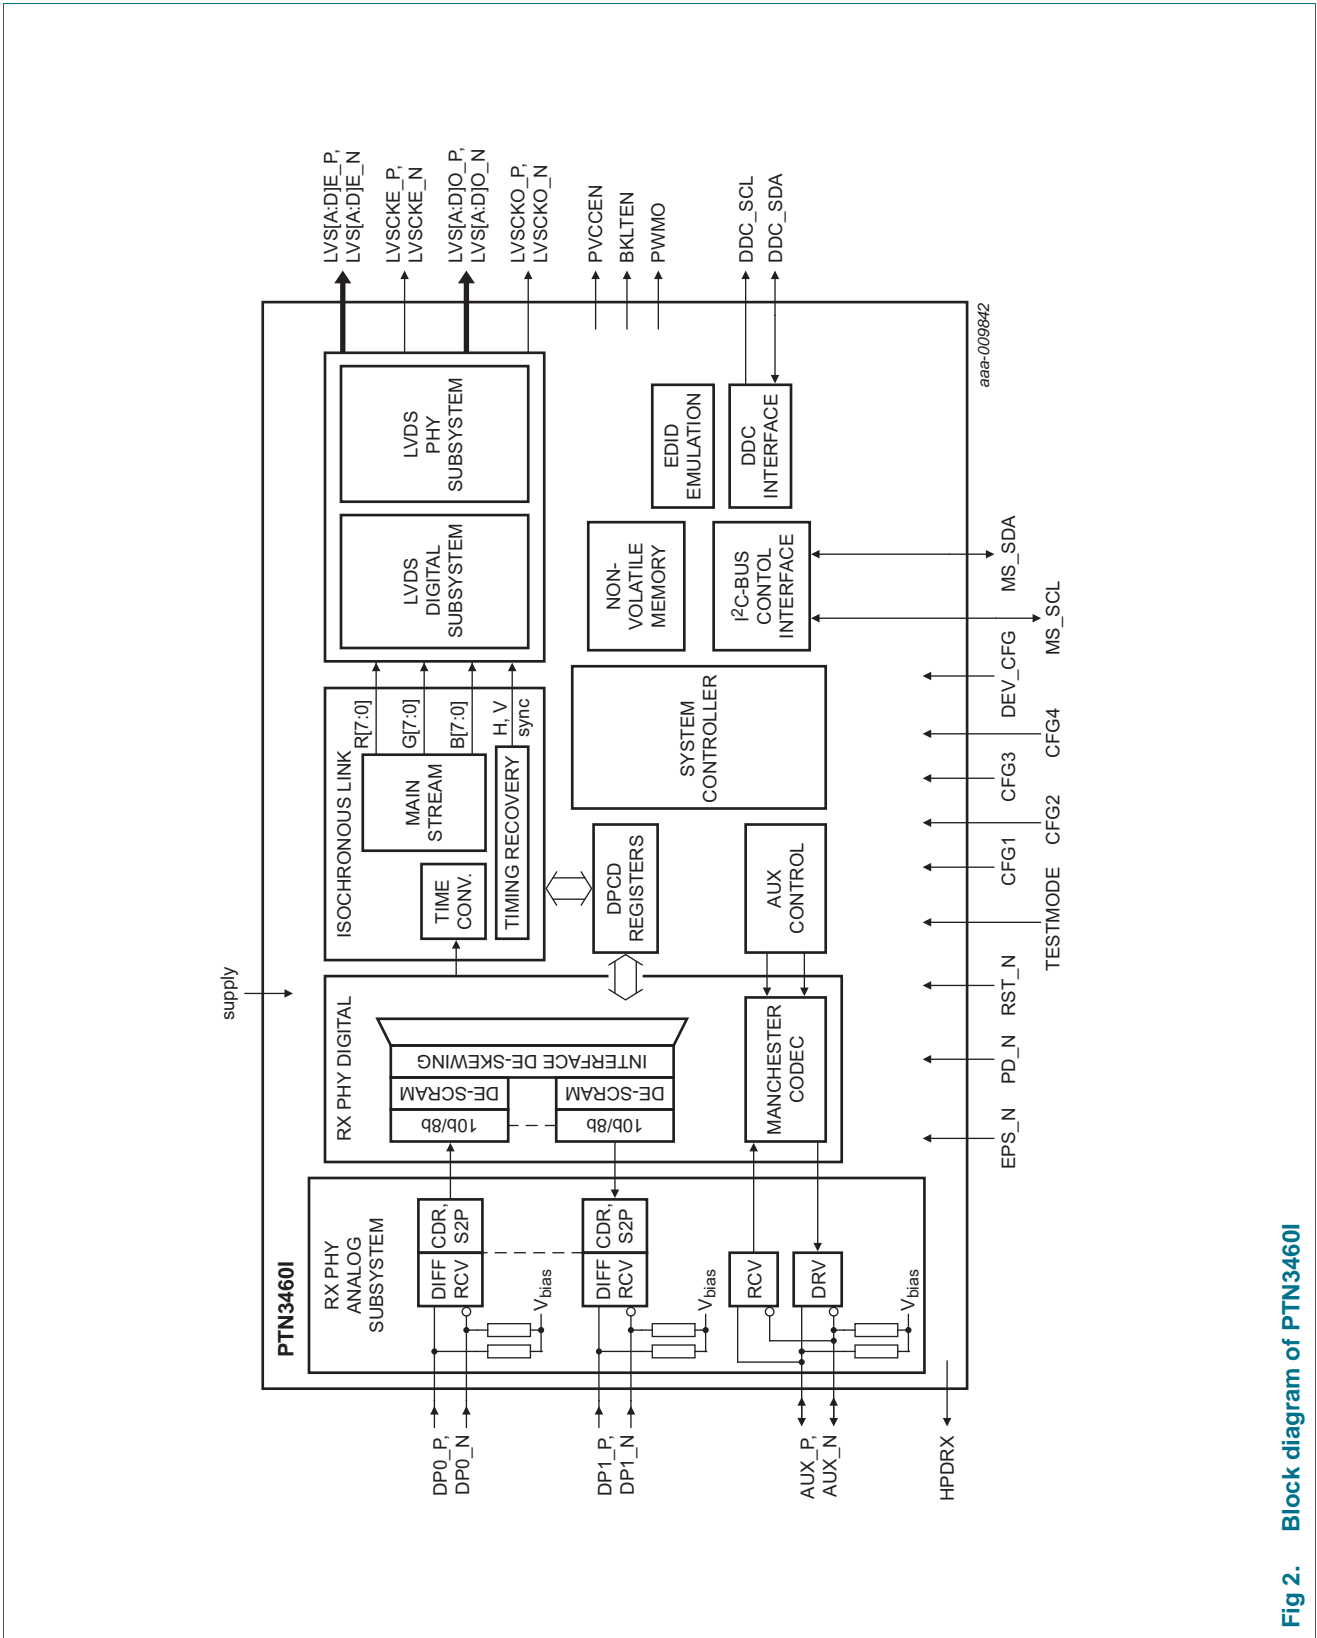 PTN3460I
supply
RX PHY
ANALOG
SUBSYSTEM
DIFF
RCV
CDR,
S2P
Vbias
DIFF
RCV
CDR,
S2P
Vbias
RCV
DRV
Vbias
DP0_P,
DP0_N
DP1_P,
DP1_N
AUX_P,
AUX_N
HPDRX
RX PHY DIGITAL
10b/8b
DE-SCRAM
10b/8b
DE-SCRAM
INTERFACE DE-SKEWING
MANCHESTER
CODEC
ISOCHRONOUS LINK
TIME
CONV.
MAIN
STREAM
TIMING RECOVERY
R[7:0]
G[7:0]
B[7:0]
H, V
sync
DPCD
REGISTERS
AUX
CONTROL
SYSTEM
CONTROLLER
LVDS
DIGITAL
SUBSYSTEM
LVDS
PHY
SUBSYSTEM
NON-
VOLATILE
MEMORY
I2C-BUS
CONTOL
INTERFACE
EDID
EMULATION
DDC
INTERFACE
LVS[A:D]E_P,
LVS[A:D]E_N
LVSCKE_P,
LVSCKE_N
LVS[A:D]O_P,
LVS[A:D]O_N
LVSCKO_P,
LVSCKO_N
PVCCEN
BKLTEN
PWMO
DDC_SCL
DDC_SDA
EPS_N
PD_N
RST_N
TESTMODE
CFG1
CFG2
CFG3
CFG4
DEV_CFG
MS_SCL
MS_SDA
aaa-009842
Fig 2. Block diagram of PTN3460I